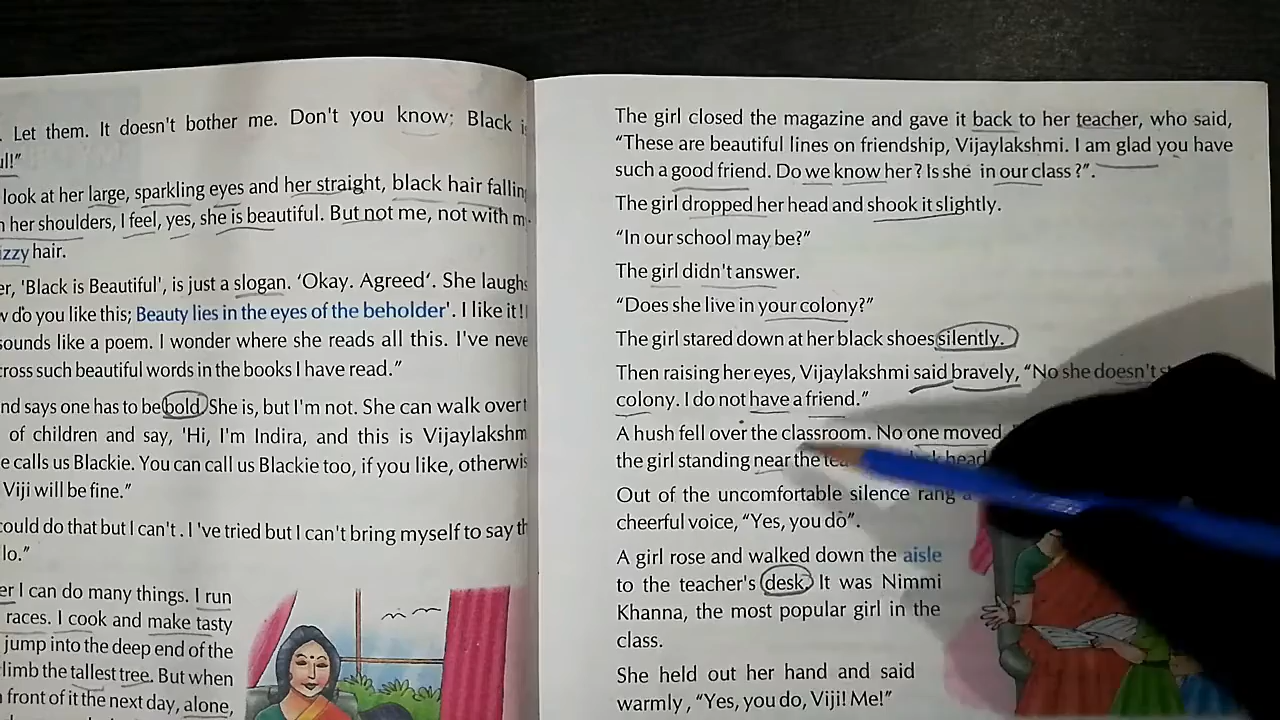 . Let them. It doesn't bother me. Don't you know; Black
ul!"
look at her large, sparkling eyes and her straight, black hair falling
her shoulders, I feel, yes, she is beautiful. But not me, not with
izzy hair.
er, 'Black is Beautiful', is just a slogan. 'Okay. Agreed'. She laughs
do you like this; Beauty lies in the eyes of the beholder'. I like it!
sounds like a poem. I wonder where she reads all this. I've neve
cross such beautiful words in the books I have read."
nd says one has to be bold She is, but I'm not. She can walk over
of children and say, 'Hi, I'm Indira, and this is Vijaylakshm
e calls us Blackie. You can call us Blackie too, if you like, otherwis
Viji will be fine."
could do that but I can't. I 've tried but I can't bring myself to say th
lo."
er I can do many things. I run
races. I cook and make tasty
jump into the deep end of the
limb the tallest tree. But when
front of it the next day, alone,
The girl closed the magazine and gave it back to her teacher, who said,
"These are beautiful lines on friendship, Vijaylakshmi. I am glad you have
such a good friend. Do we know her? Is she in our class?".
The girl dropped her head and shook it slightly.
"In our school may be?"
The girl didn't answer.
"Does she live in your colony?"
The girl stared down at her black shoes silently.
Then raising her eyes, Vijaylakshmi said bravely, "No she doesn't
colony. I do not have a friend."
A hush fell over the classroom. No one moved
the girl standing near the head
Out of the uncomfortable silence rang a
cheerful voice, "Yes, you do".
A girl rose and walked down the aisle
to the teacher's desk. It was Nimmi
Khanna, the most popular girl in the
class.
She held out her hand and said
warmly, "Yes, you do, Viji! Me!"